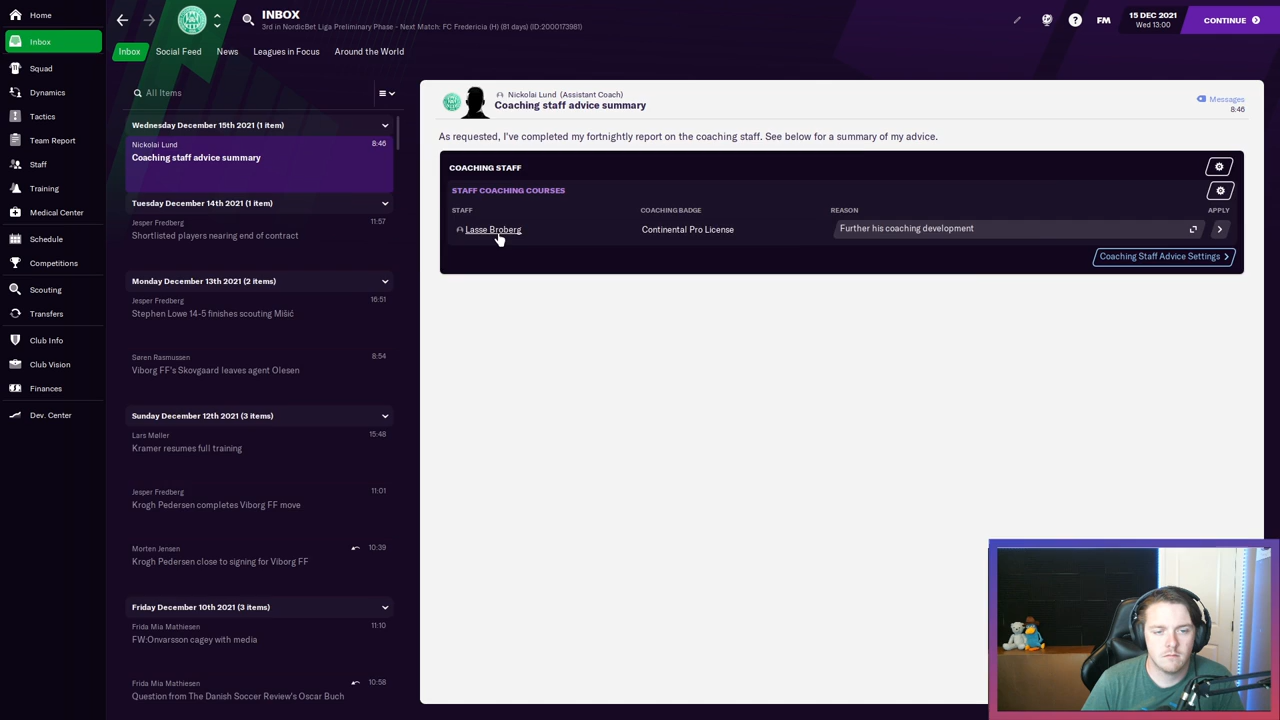 Home
Inbox
Squad
Dynamics
Tactics
Team Report
Staff
Training
Medical Center
Schedule
Competitions
Scouting
Transfers
Club Info
Club Vision
Finances
Dev. Center
INBOX
3rd in NordicBet Liga Preliminary Phase - Next Match: FC Fredericia (H) (81 days) (ID:2000173981)
?
FM
15 DEC 2021
Wed 13:00
CONTINUE
Inbox
Social Feed
News
Leagues in Focus
Around the World
All Items
Wednesday December 15th 2021 (1 item)
Nickolai Lund
8:46
Coaching staff advice summary
Tuesday December 14th 2021 (1 item)
Jesper Fredberg
11:57
Shortlisted players nearing end of contract
Monday December 13th 2021 (2 items)
Jesper Fredberg
16:51
Stephen Lowe 14-5 finishes scouting Mišić
Søren Rasmussen
8:54
Viborg FF's Skovgaard leaves agent Olesen
Sunday December 12th 2021 (3 items)
Lars Møller
15:48
Kramer resumes full training
Jesper Fredberg
11:01
Krogh Pedersen completes Viborg FF move
Morten Jensen
10:39
Krogh Pedersen close to signing for Viborg FF
Friday December 10th 2021 (3 items)
Frida Mia Mathiesen
11:10
FW:Onvarsson cagey with media
Frida Mia Mathiesen
10:58
Question from The Danish Soccer Review's Oscar Buch
Nickolai Lund (Assistant Coach)
Coaching staff advice summary
Messages
8:46
As requested, I've completed my fortnightly report on the coaching staff. See below for a summary of my advice.
COACHING STAFF
STAFF COACHING COURSES
STAFF
COACHING BADGE
REASON
APPLY
Lasse Broberg
Continental Pro License
Further his coaching development
Coaching Staff Advice Settings